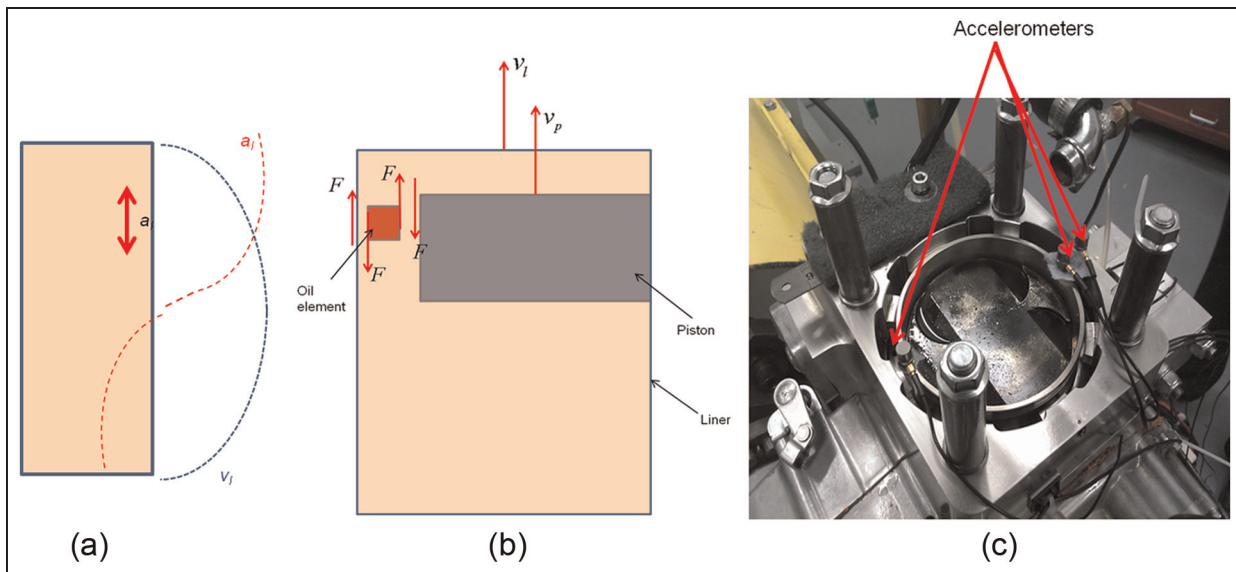 Accelerometers
v_l
v_p
a_l
a
F
F
F
F
Oil
element
Piston
Liner
v_l
(a)
(b)
(c)